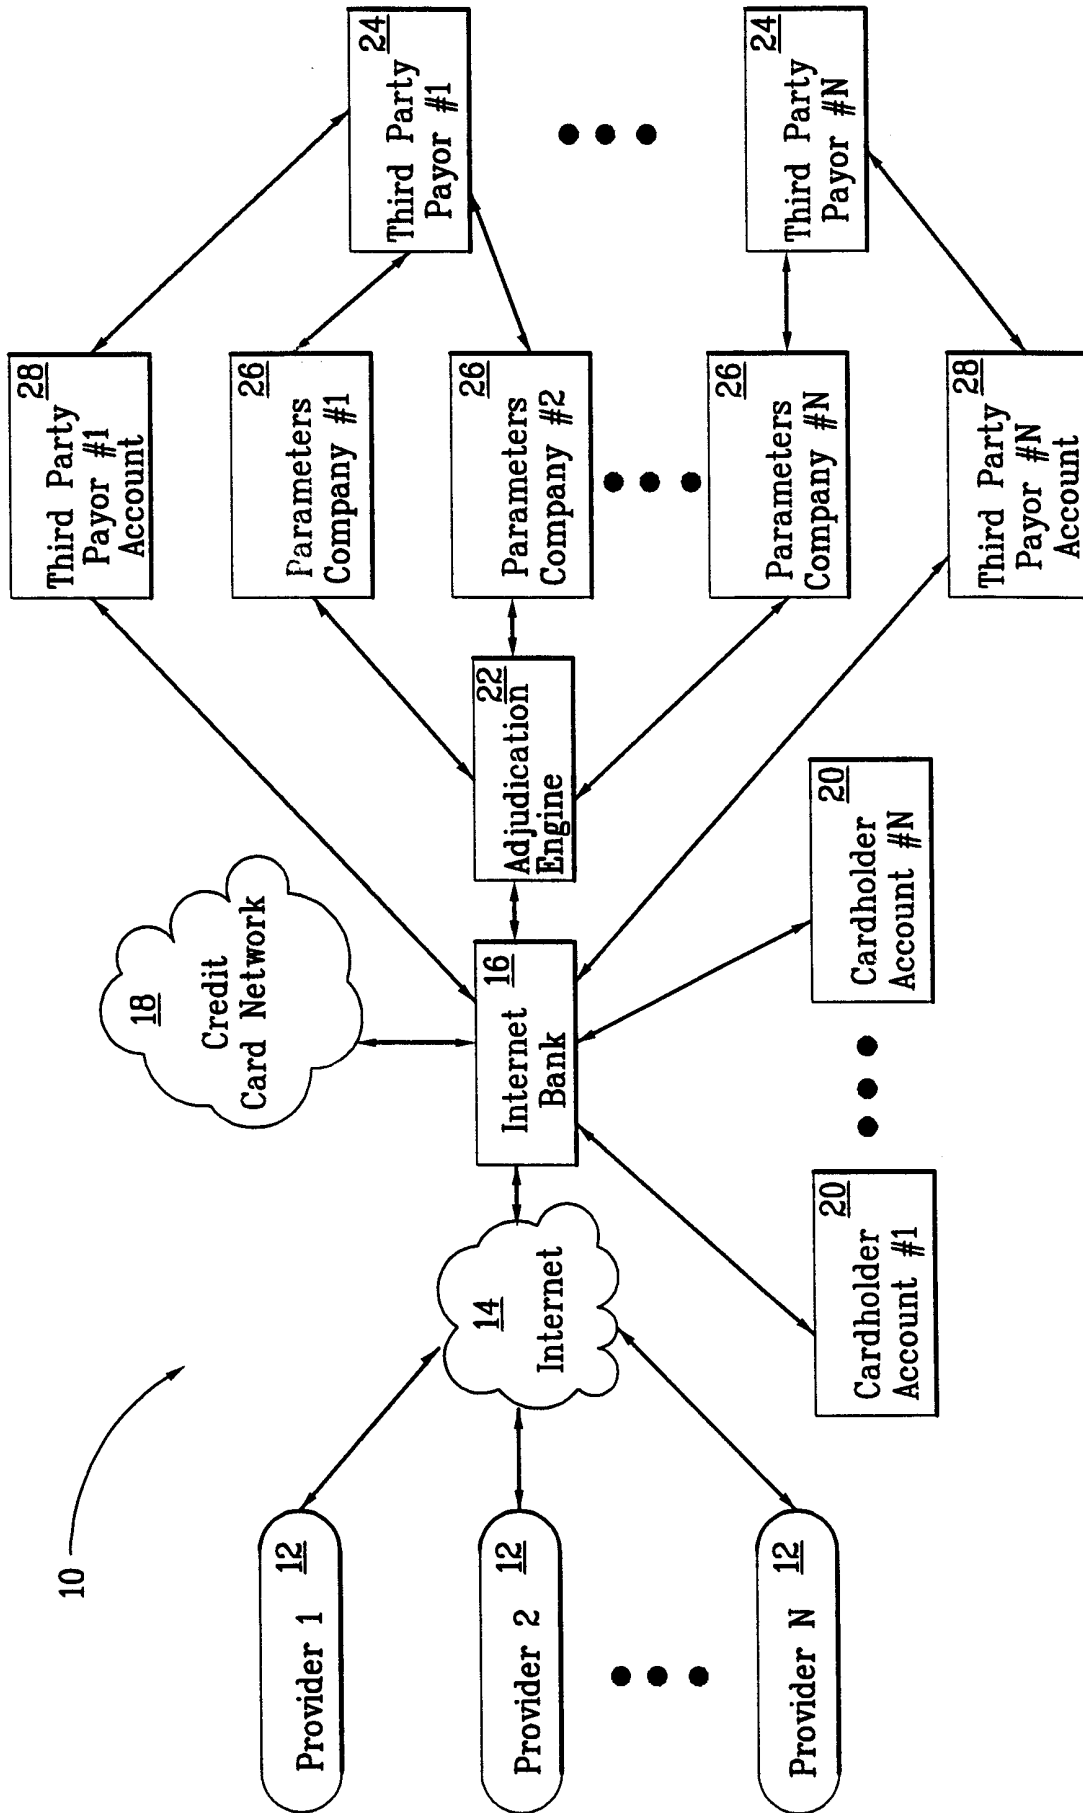 10
Provider 1 12
Provider 2 12
Provider N 12
14
Internet
18
Credit
Card Network
16
Internet
Bank
20
Cardholder
Account #1
20
Cardholder
Account #N
22
Adjudication
Engine
28
Third Party
Payor #1
Account
26
Parameters
Company #1
26
Parameters
Company #2
26
Parameters
Company #N
28
Third Party
Payor #N
Account
24
Third Party
Payor #1
24
Third Party
Payor #N